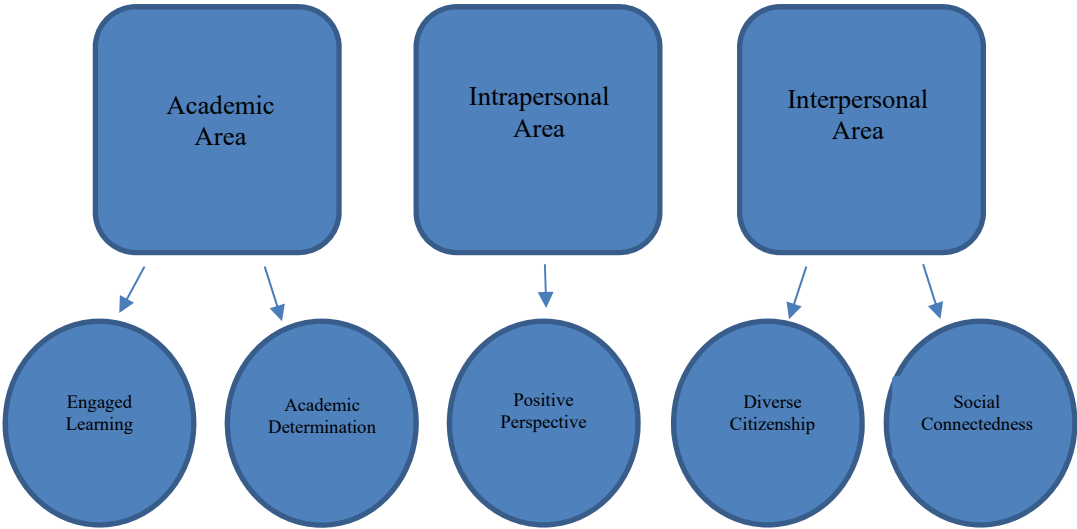 Academic
Area
Intrapersonal
Area
Interpersonal
Area
Engaged
Learning
Academic
Determination
Positive
Perspective
Diverse
Citizenship
Social
Connectedness